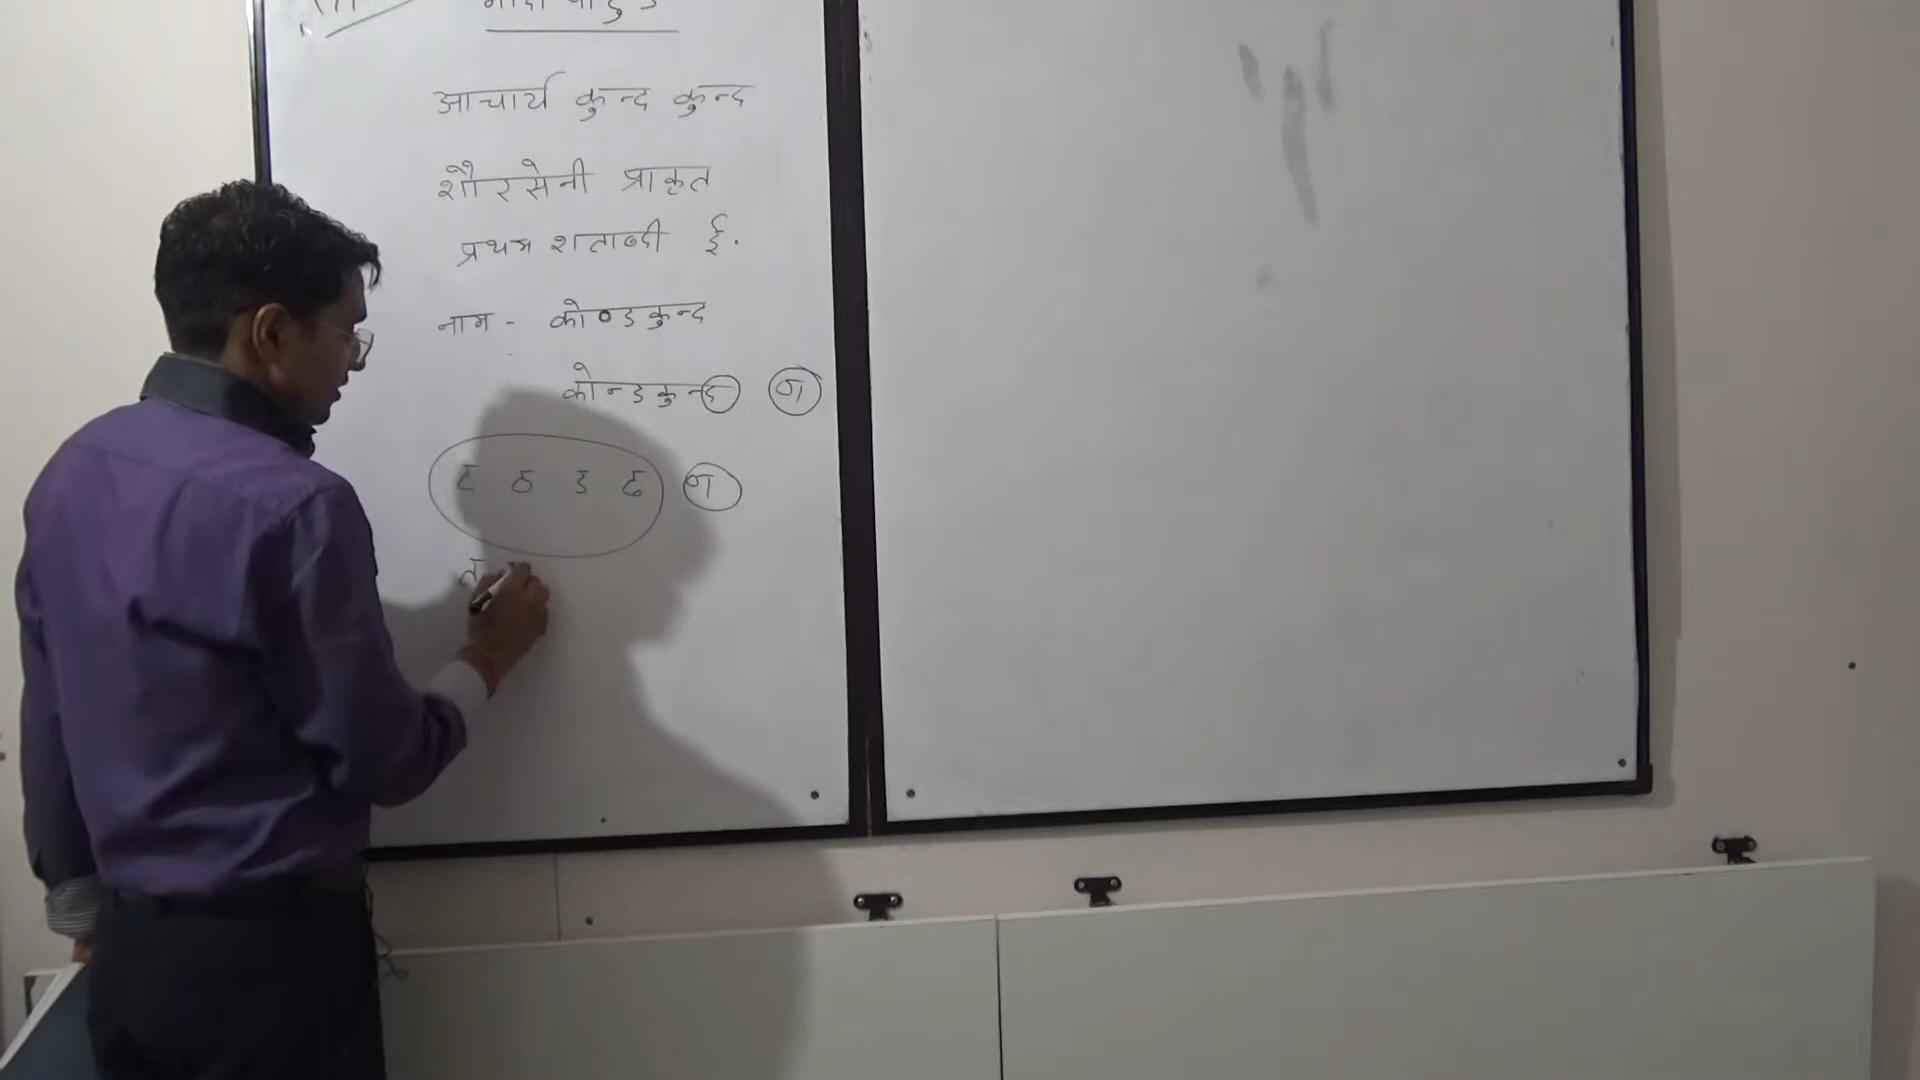 आचार्य कुन्द कुन्द
शौरसेनी प्राकृत
प्रथम शताब्दी ई.
नाम - कोण्डकुन्द
कोन्डकुन्द ण
ट ठ ड ढ ण
त